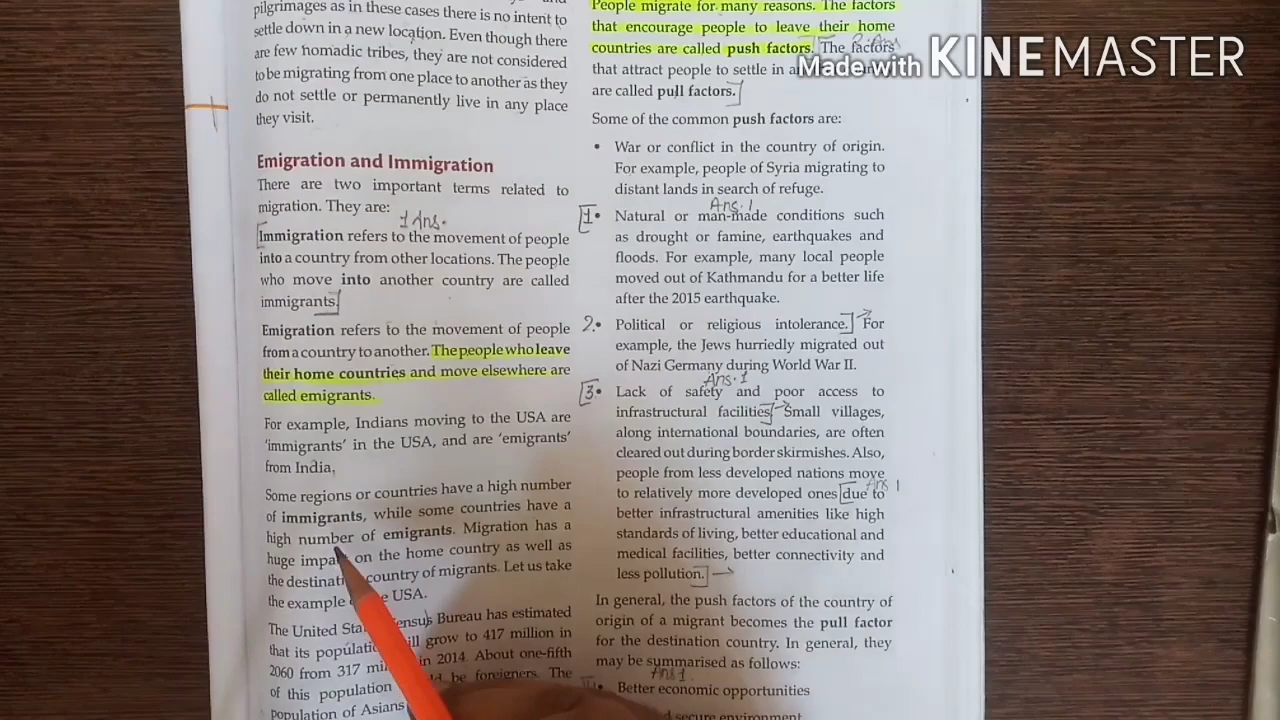 pilgrimages as in these cases there is no intent to
settle down in a new location. Even though there
are few nomadic tribes, they are not considered
to be migrating from one place to another as they
do not settle or permanently live in any place
they visit.
Emigration and Immigration
There are two important terms related to
migration. They are:
1 Ans.
Immigration refers to the movement of people
into a country from other locations. The people
who move into another country are called
immigrants.
Emigration refers to the movement of people
from a country to another. The people who leave
their home countries and move elsewhere are
called emigrants.
For example, Indians moving to the USA are
'immigrants' in the USA, and are 'emigrants'
from India.
Some regions or countries have a high number
of immigrants, while some countries have a
high number of emigrants. Migration has a
huge on the home country as well as
the country of migrants. Let us take
the example USA.
The United Bureau has estimated
that its grow to 417 million in
2060 from 317 in 2014. About one-fifth
of this population be foreigners. The
population of Asians
People migrate for many reasons. The factors
that encourage people to leave their home
countries are called push factors. The factors
2. Ans
that attract people to settle in
are called pull factors.
Made with KINEMASTER
Some of the common push factors are:
• War or conflict in the country of origin.
For example, people of Syria migrating to
distant lands in search of refuge.
Ans. 1
1 • Natural or man-made conditions such
as drought or famine, earthquakes and
floods. For example, many local people
moved out of Kathmandu for a better life
after the 2015 earthquake.
2. • Political or religious intolerance. For
example, the Jews hurriedly migrated out
of Nazi Germany during World War II.
Ans. 1
3 • Lack of safety and poor access to
infrastructural facilities. Small villages,
along international boundaries, are often
cleared out during border skirmishes. Also,
people from less developed nations move
Ans 1
to relatively more developed ones due to
better infrastructural amenities like high
standards of living, better educational and
medical facilities, better connectivity and
less pollution.
In general, the push factors of the country of
origin of a migrant becomes the pull factor
for the destination country. In general, they
may be summarised as follows:
Ans 1.
• Better economic opportunities
secure environment